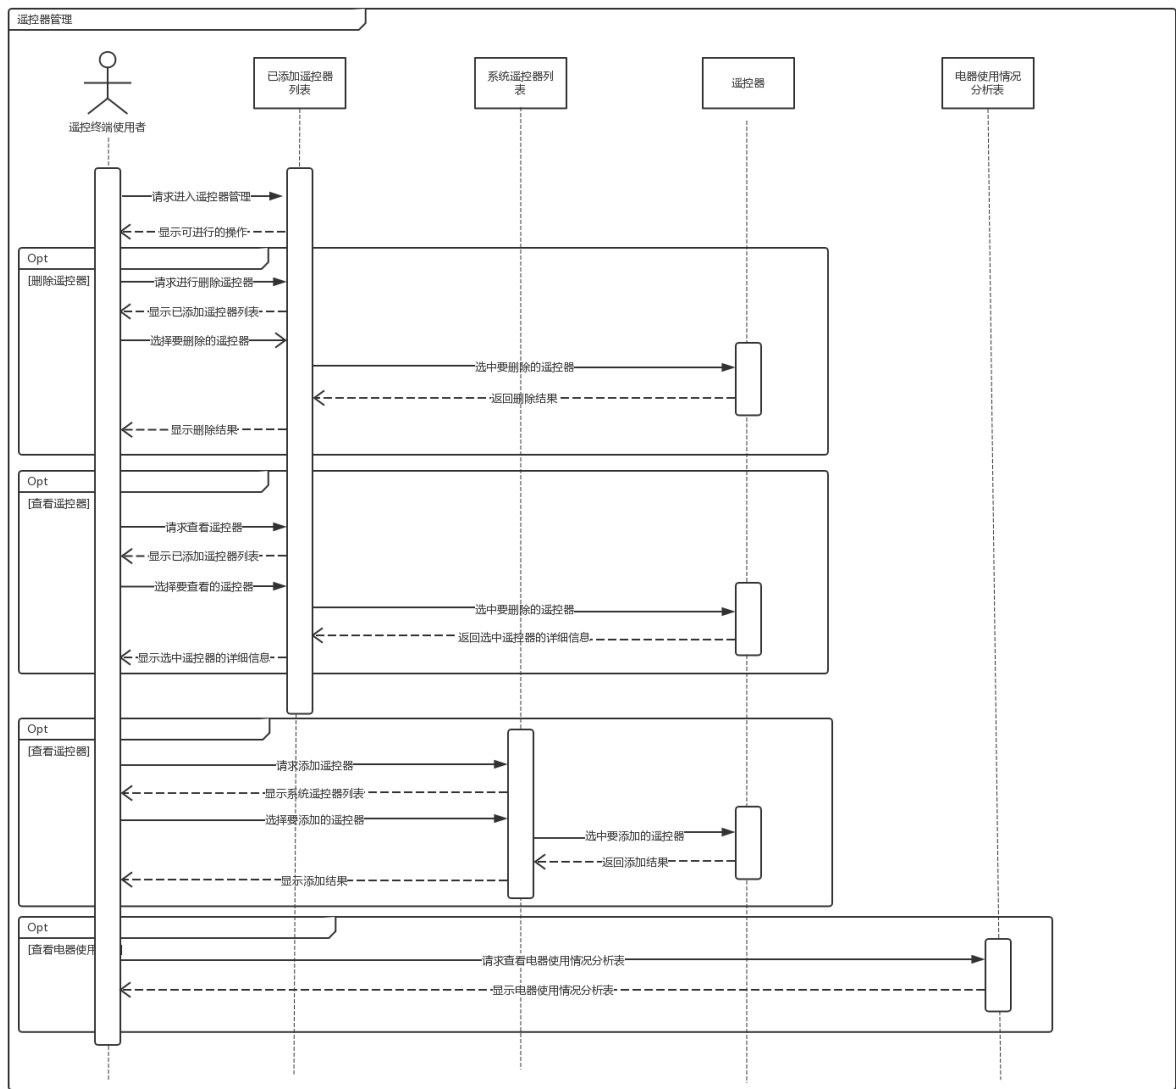 遥控器管理
遥控终端使用者
已添加遥控器
列表
系统遥控器列
表
遥控器
电器使用情况
分析表
请求进入遥控器管理
显示可进行的操作
Opt
[删除遥控器]
请求进行删除遥控器
显示已添加遥控器列表
选择要删除的遥控器
选中要删除的遥控器
返回删除结果
显示删除结果
Opt
[查看遥控器]
请求查看遥控器
显示已添加遥控器列表
选择要查看的遥控器
选中要删除的遥控器
返回选中遥控器的详细信息
显示选中遥控器的详细信息
Opt
[查看遥控器]
请求添加遥控器
显示系统遥控器列表
选择要添加的遥控器
选中要添加的遥控器
返回添加结果
显示添加结果
Opt
[查看电器使用
]
请求查看电器使用情况分析表
显示电器使用情况分析表